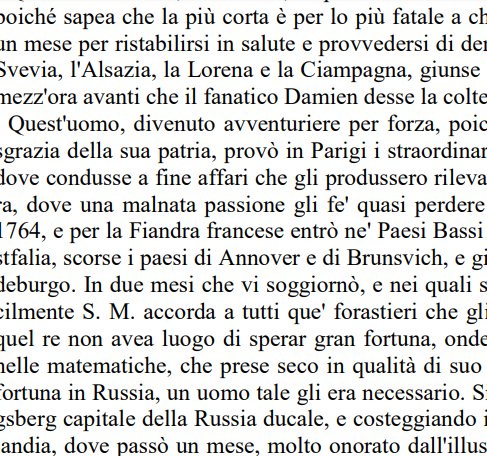 poiché sapea che la più corta è per lo più fatale a ch
un mese per ristabilirsi in salute e provvedersi di der
Svevia, l'Alsazia, la Lorena e la Ciampagna, giunse
mezz'ora avanti che il fanatico Damien desse la colte
Quest'uomo, divenuto avventuriere per forza, poic
sgrazia della sua patria, provò in Parigi i straordinar
dove condusse a fine affari che gli produssero rileva
ra, dove una malnata passione gli fe' quasi perdere
1764, e per la Fiandra francese entrò ne' Paesi Bassi
stfalia, scorse i paesi di Annover e di Brunsvich, e gi
deburgo. In due mesi che vi soggiornò, e nei quali s
cilmente S. M. accorda a tutti que' forastieri che gli
quel re non avea luogo di sperar gran fortuna, onde
nelle matematiche, che prese seco in qualità di suo
fortuna in Russia, un uomo tale gli era necessario. Si
gsberg capitale della Russia ducale, e costeggiando i
landia, dove passò un mese, molto onorato dall'illus